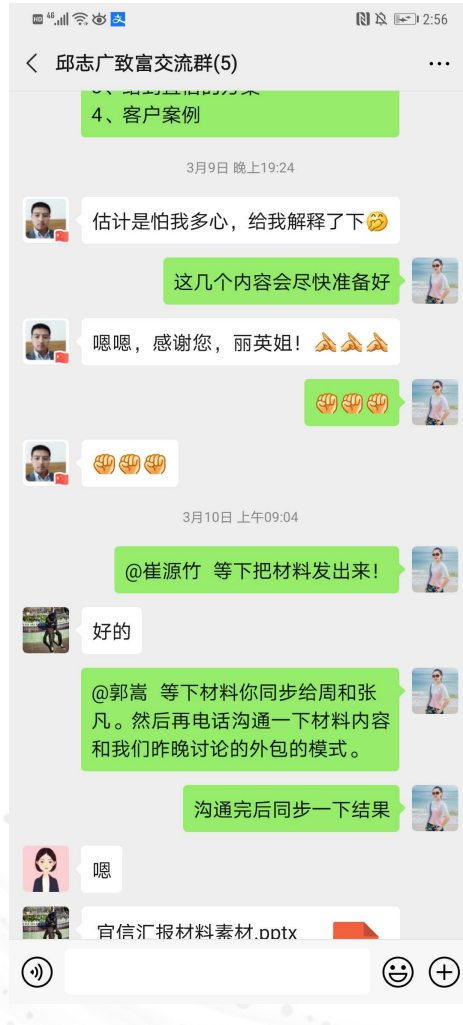 46
支
2:56
邱志广致富交流群(5)
4、客户案例
3月9日 晚上19:24
估计是怕我多心，给我解释了下
这几个内容会尽快准备好
嗯嗯，感谢您，丽英姐！
3月10日 上午09:04
@崔源竹 等下把材料发出来！
好的
@郭嵩 等下材料你同步给周和张
凡。然后再电话沟通一下材料内容
和我们昨晚讨论的外包的模式。
沟通完后同步一下结果
嗯
宜信汇报材料素材.pptx